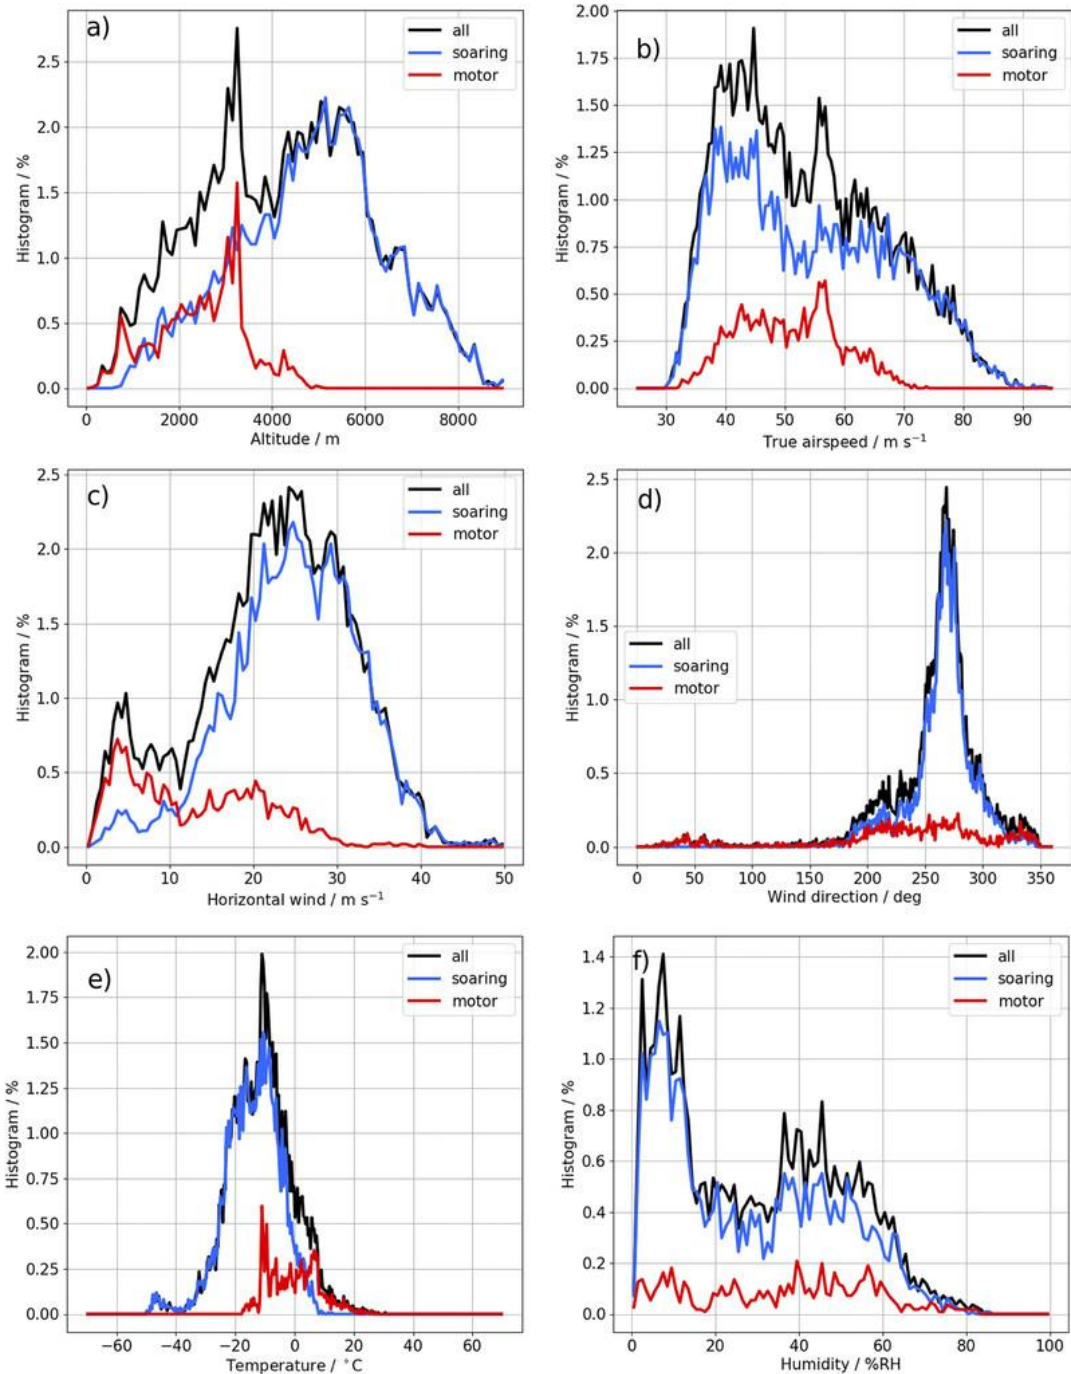 a)
all
soaring
motor
2.5
2.0
1.5
1.0
0.5
0.0
Histogram / %
0 2000 4000 6000 8000
Altitude / m
b)
all
soaring
motor
2.00
1.75
1.50
1.25
1.00
0.75
0.50
0.25
0.00
Histogram / %
30 40 50 60 70 80 90
True airspeed / m s⁻¹
c)
all
soaring
motor
2.5
2.0
1.5
1.0
0.5
0.0
Histogram / %
0 10 20 30 40 50
Horizontal wind / m s⁻¹
d)
all
soaring
motor
2.5
2.0
1.5
1.0
0.5
0.0
Histogram / %
0 50 100 150 200 250 300 350
Wind direction / deg
e)
all
soaring
motor
2.00
1.75
1.50
1.25
1.00
0.75
0.50
0.25
0.00
Histogram / %
−60 −40 −20 0 20 40 60
Temperature / °C
f)
all
soaring
motor
1.4
1.2
1.0
0.8
0.6
0.4
0.2
0.0
Histogram / %
0 20 40 60 80 100
Humidity / %RH